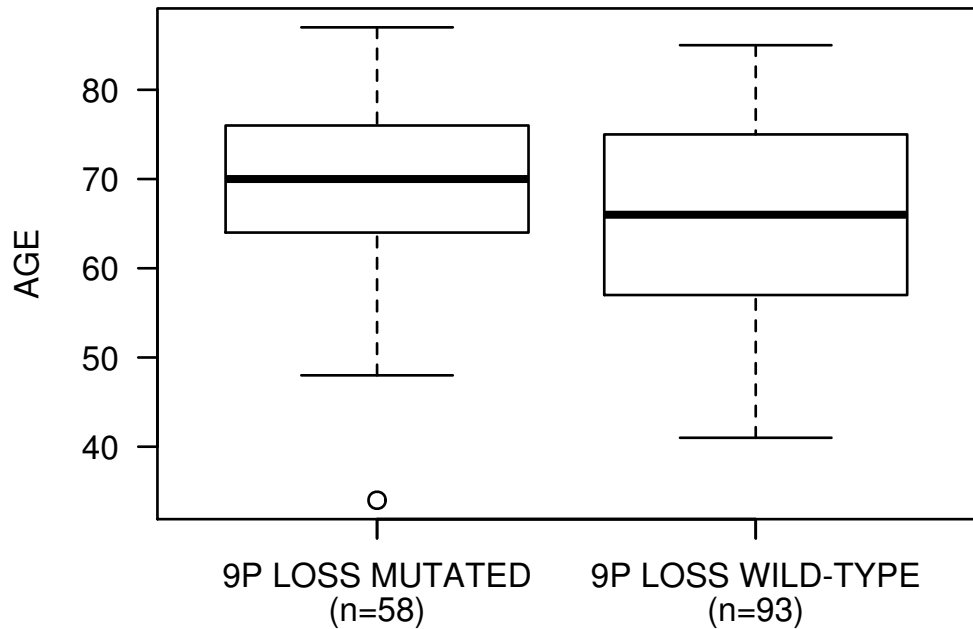 AGE
80
70
60
50
40
9P LOSS MUTATED
(n=58)
9P LOSS WILD-TYPE
(n=93)